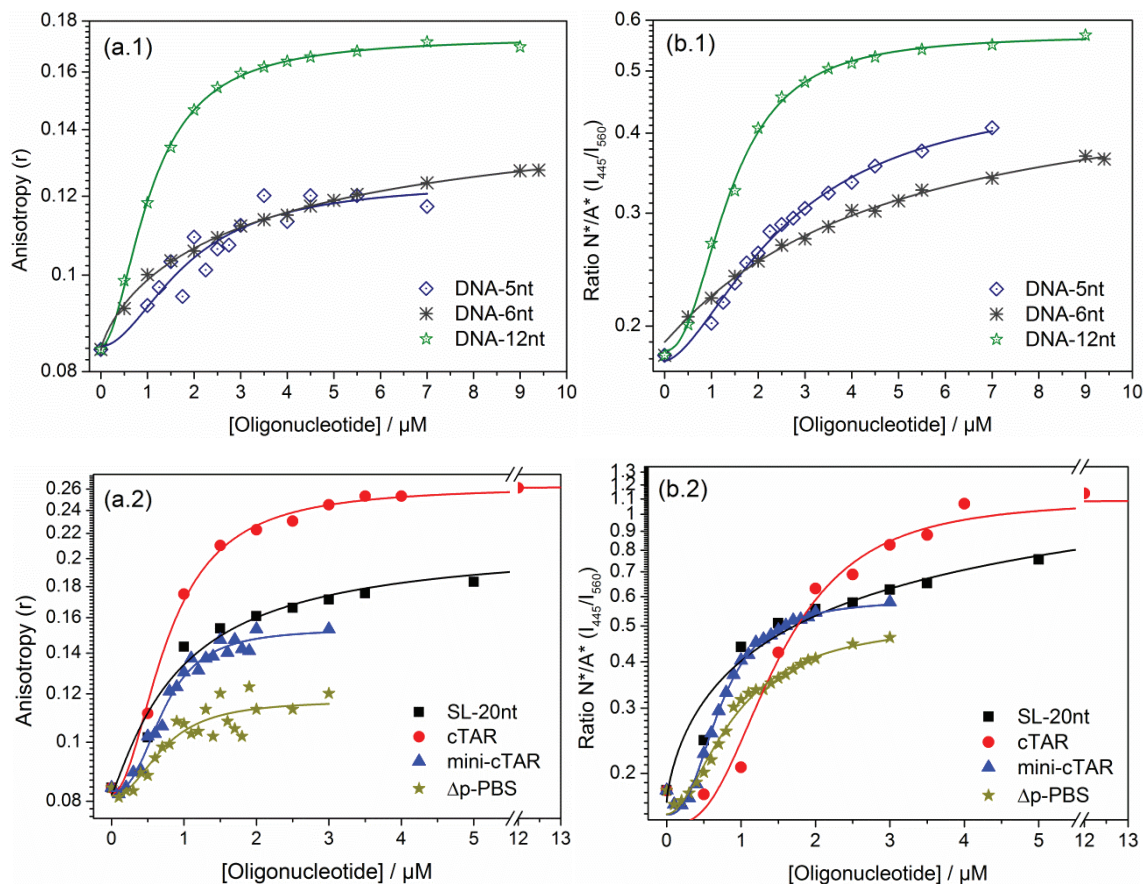 (a.1)
Anisotropy (r)
0.18
0.16
0.14
0.12
0.1
0.08
DNA-5nt
DNA-6nt
DNA-12nt
0 1 2 3 4 5 6 7 8 9 10
[Oligonucleotide] / µM
(b.1)
Ratio N*/A* (I445/I560)
0.6
0.5
0.4
0.3
0.2
DNA-5nt
DNA-6nt
DNA-12nt
0 1 2 3 4 5 6 7 8 9 10
[Oligonucleotide] / µM
(a.2)
Anisotropy (r)
0.26
0.24
0.22
0.2
0.18
0.16
0.14
0.12
0.1
0.08
SL-20nt
cTAR
mini-cTAR
Δp-PBS
0 1 2 3 4 5 12 13
[Oligonucleotide] / µM
(b.2)
Ratio N*/A* (I445/I560)
1.3
1.2
1.1
1
0.9
0.8
0.7
0.6
0.5
0.4
0.3
0.2
SL-20nt
cTAR
mini-cTAR
Δp-PBS
0 1 2 3 4 5 12 13
[Oligonucleotide] / µM